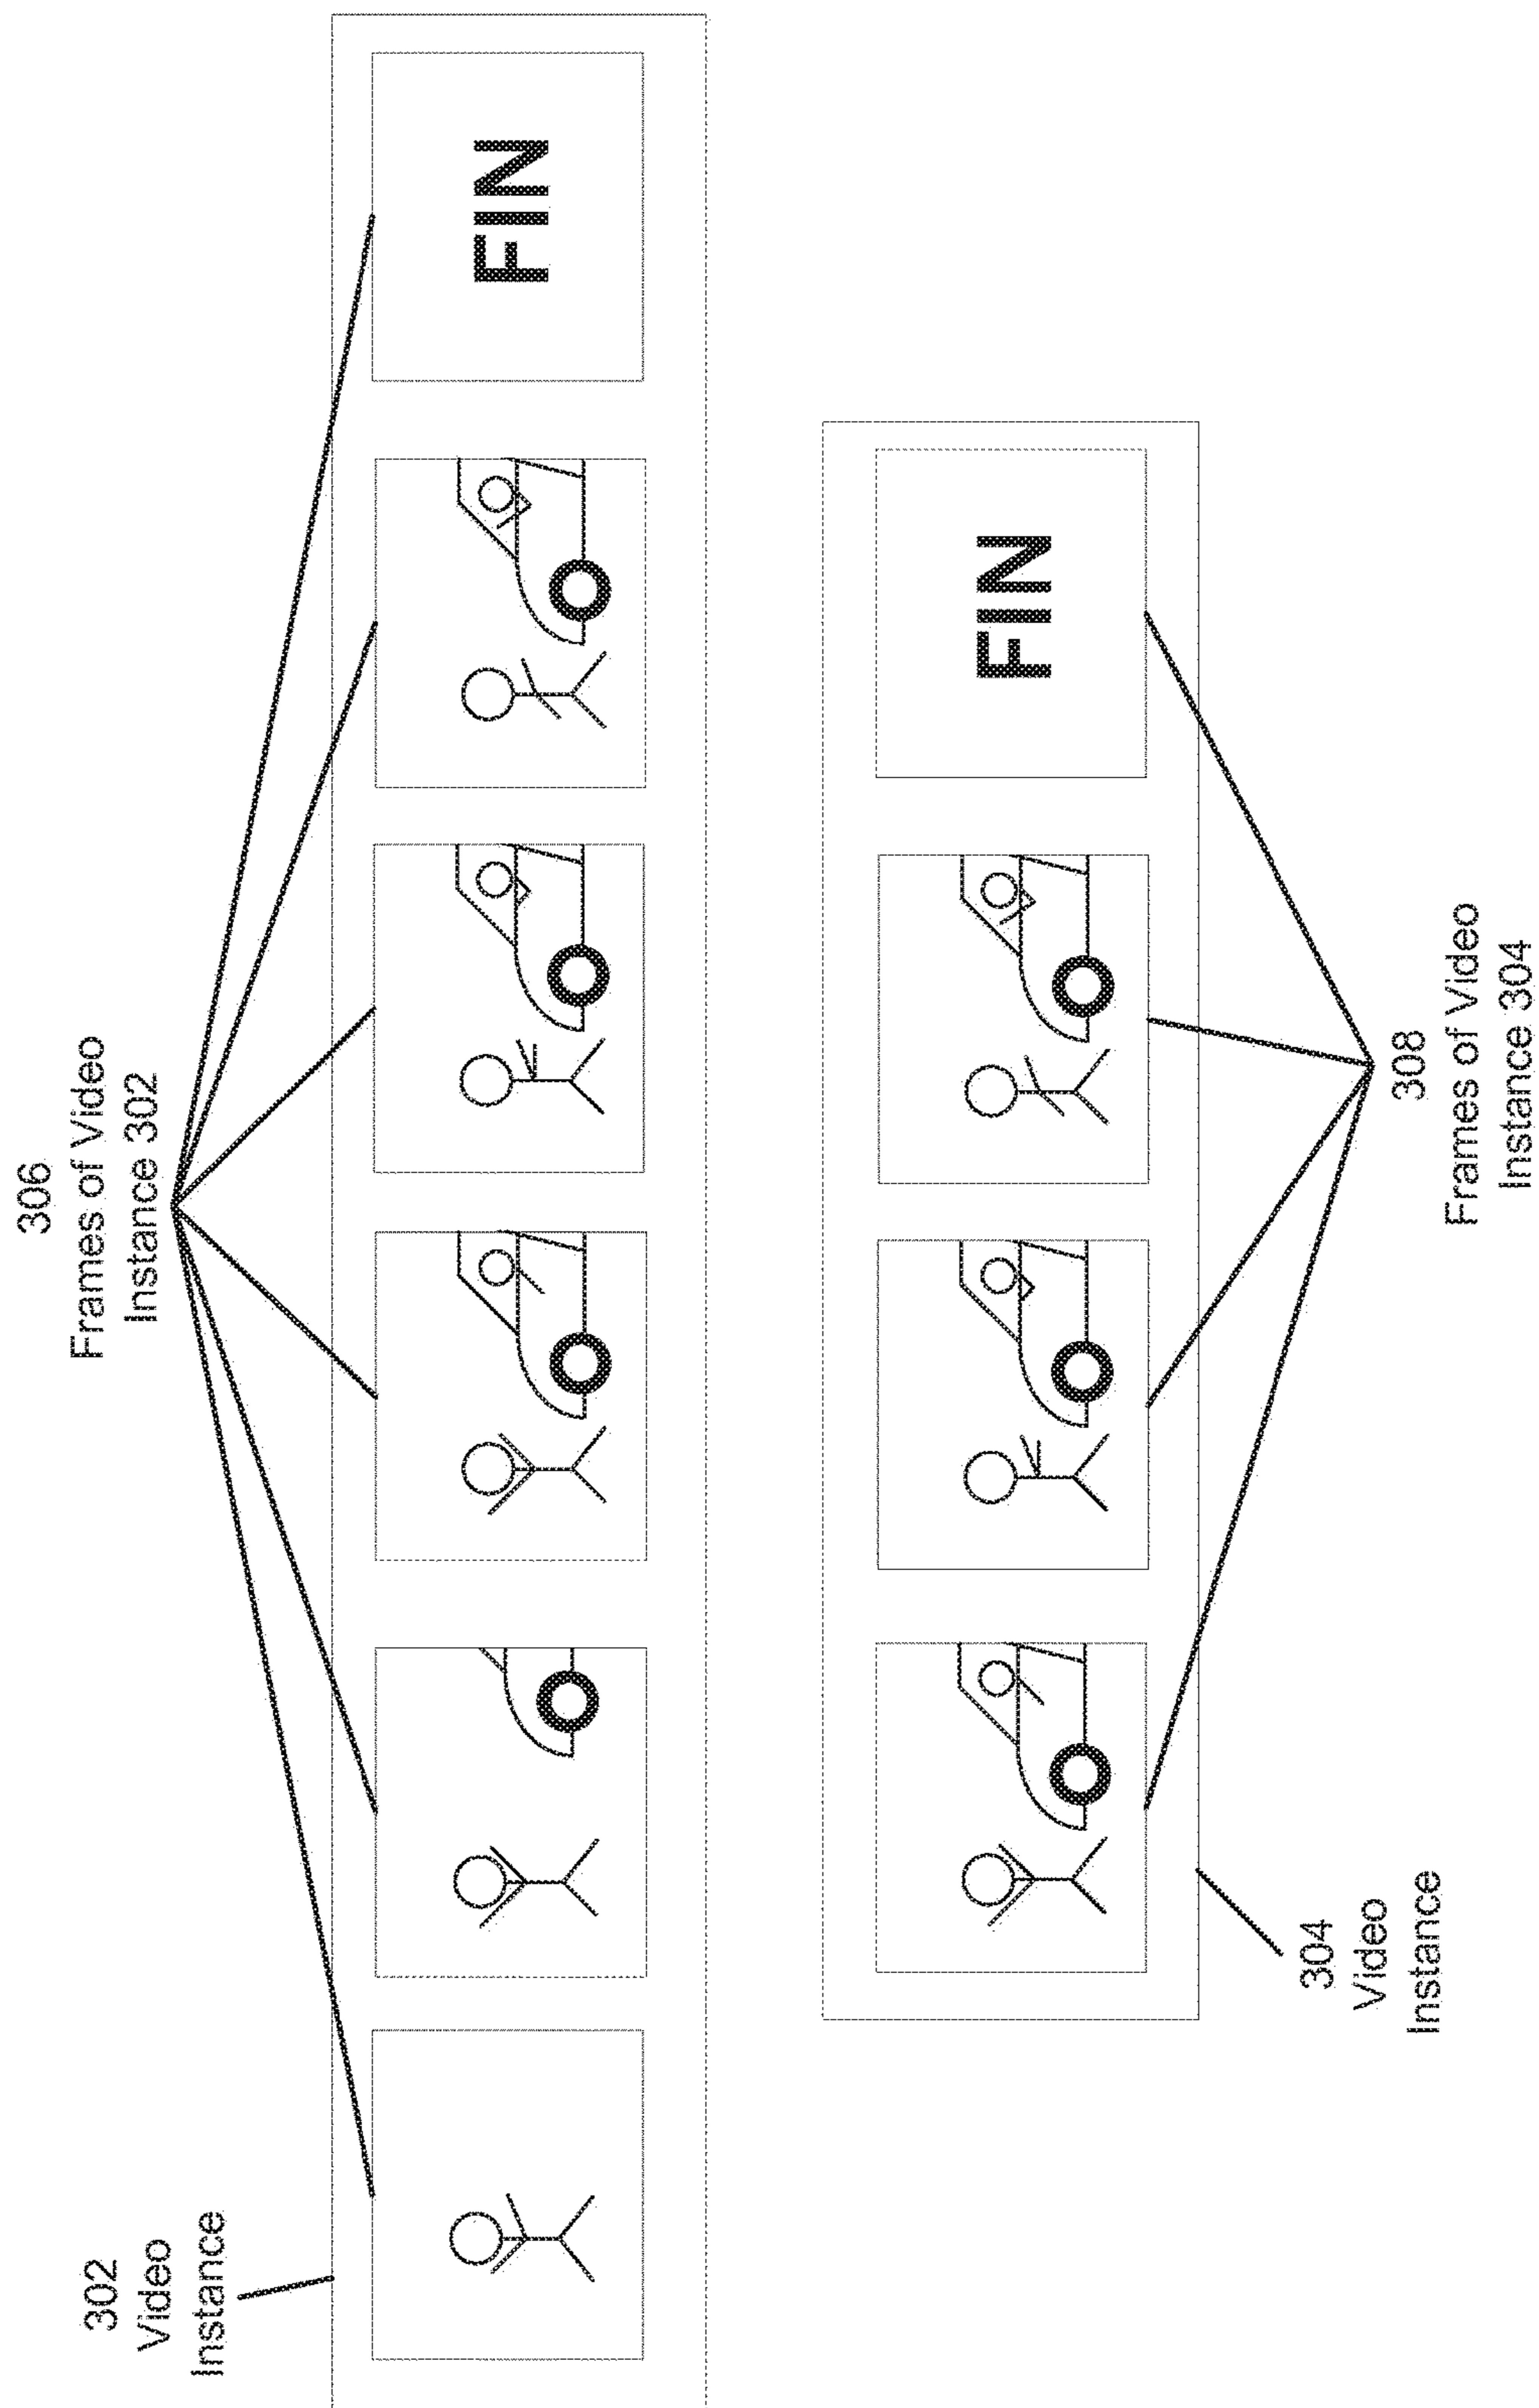 306
Frames of Video
Instance 302
302
Video
Instance
FIN
FIN
304
Video
Instance
308
Frames of Video
Instance 304